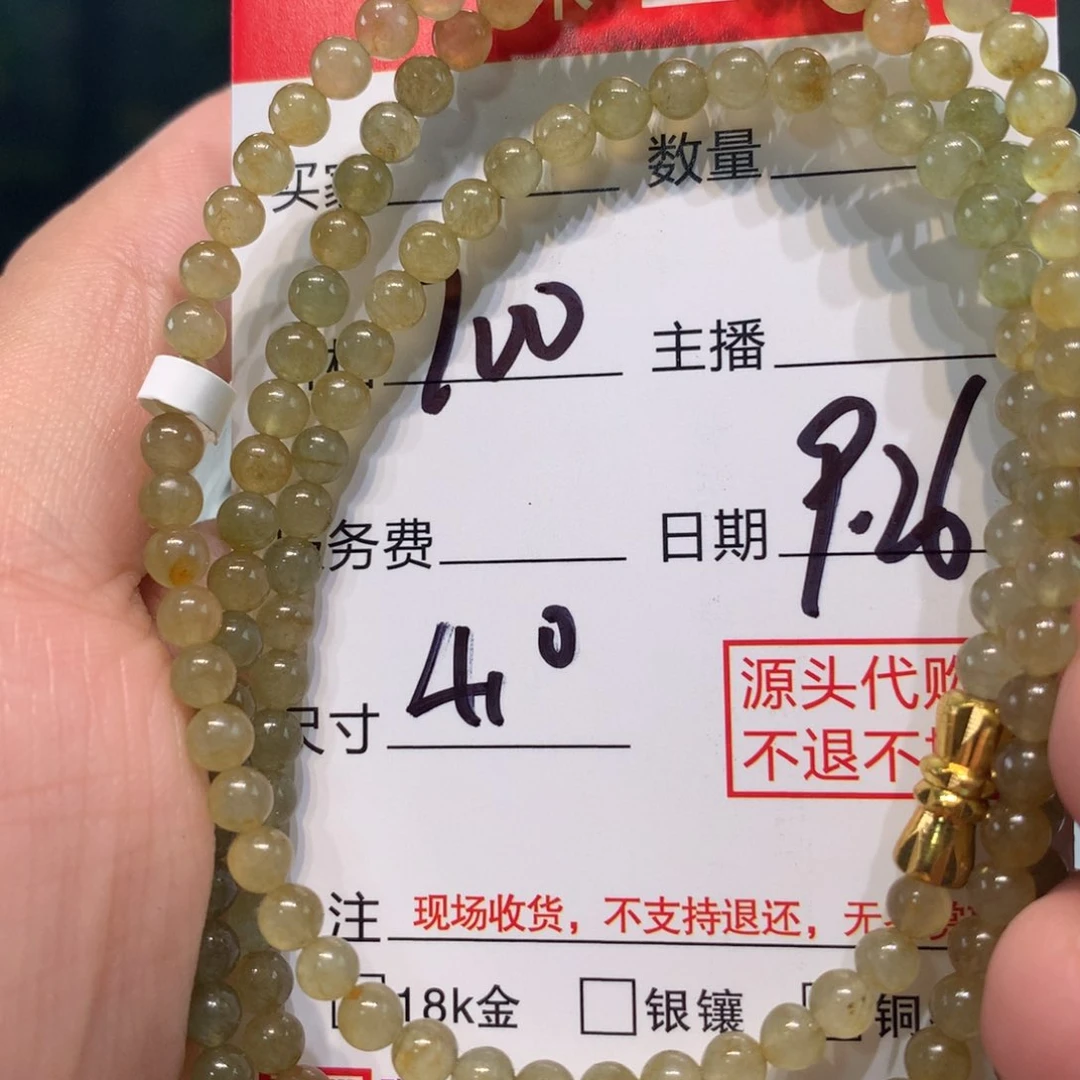 买 数量
100 主播
务费 日期 9.26
尺寸 40
源头代购
不退不
注 现场收货，不支持退还，无
18k金 银镶 铜